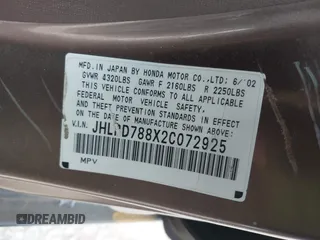 MFD. IN JAPAN BY HONDA MOTOR CO.,LTD; 6/'02
GVWR 4320LBS GAWR F 2160LBS R 2250LBS
THIS VEHICLE CONFORMS TO ALL APPLICABLE
FEDERAL MOTOR VEHICLE SAFETY,
AND THEFT PREVENTION STANDARDS IN EFFECT
ON THE DATE OF MANUFACTURE SHOWN ABOVE.
V.I.N. D788X2C072925
MPV
DREAMBID